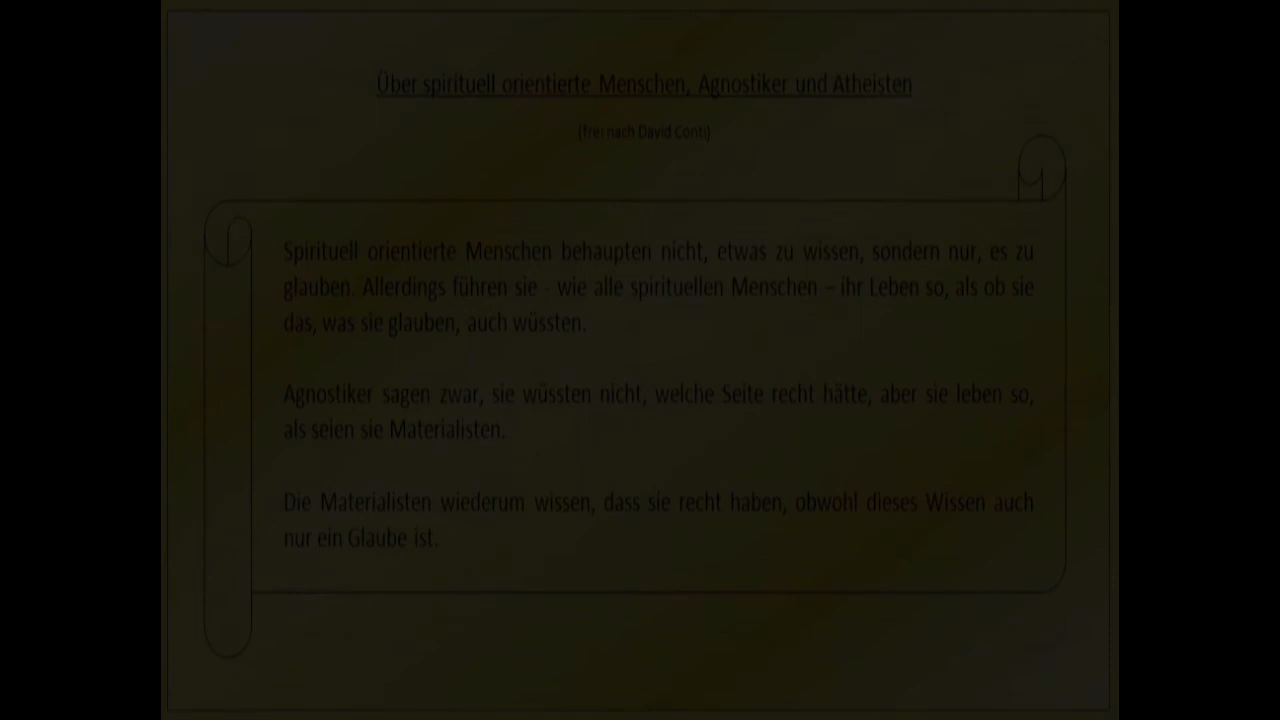 Über spirituell orientierte Menschen, Agnostiker und Atheisten
(frei nach David Conti)
Spirituell orientierte Menschen behaupten nicht, etwas zu wissen, sondern nur, es zu
glauben. Allerdings führen sie - wie alle spirituellen Menschen – ihr Leben so, als ob sie
das, was sie glauben, auch wüssten.
Agnostiker sagen zwar, sie wüssten nicht, welche Seite recht hätte, aber sie leben so,
als seien sie Materialisten.
Die Materialisten wiederum wissen, dass sie recht haben, obwohl dieses Wissen auch
nur ein Glaube ist.